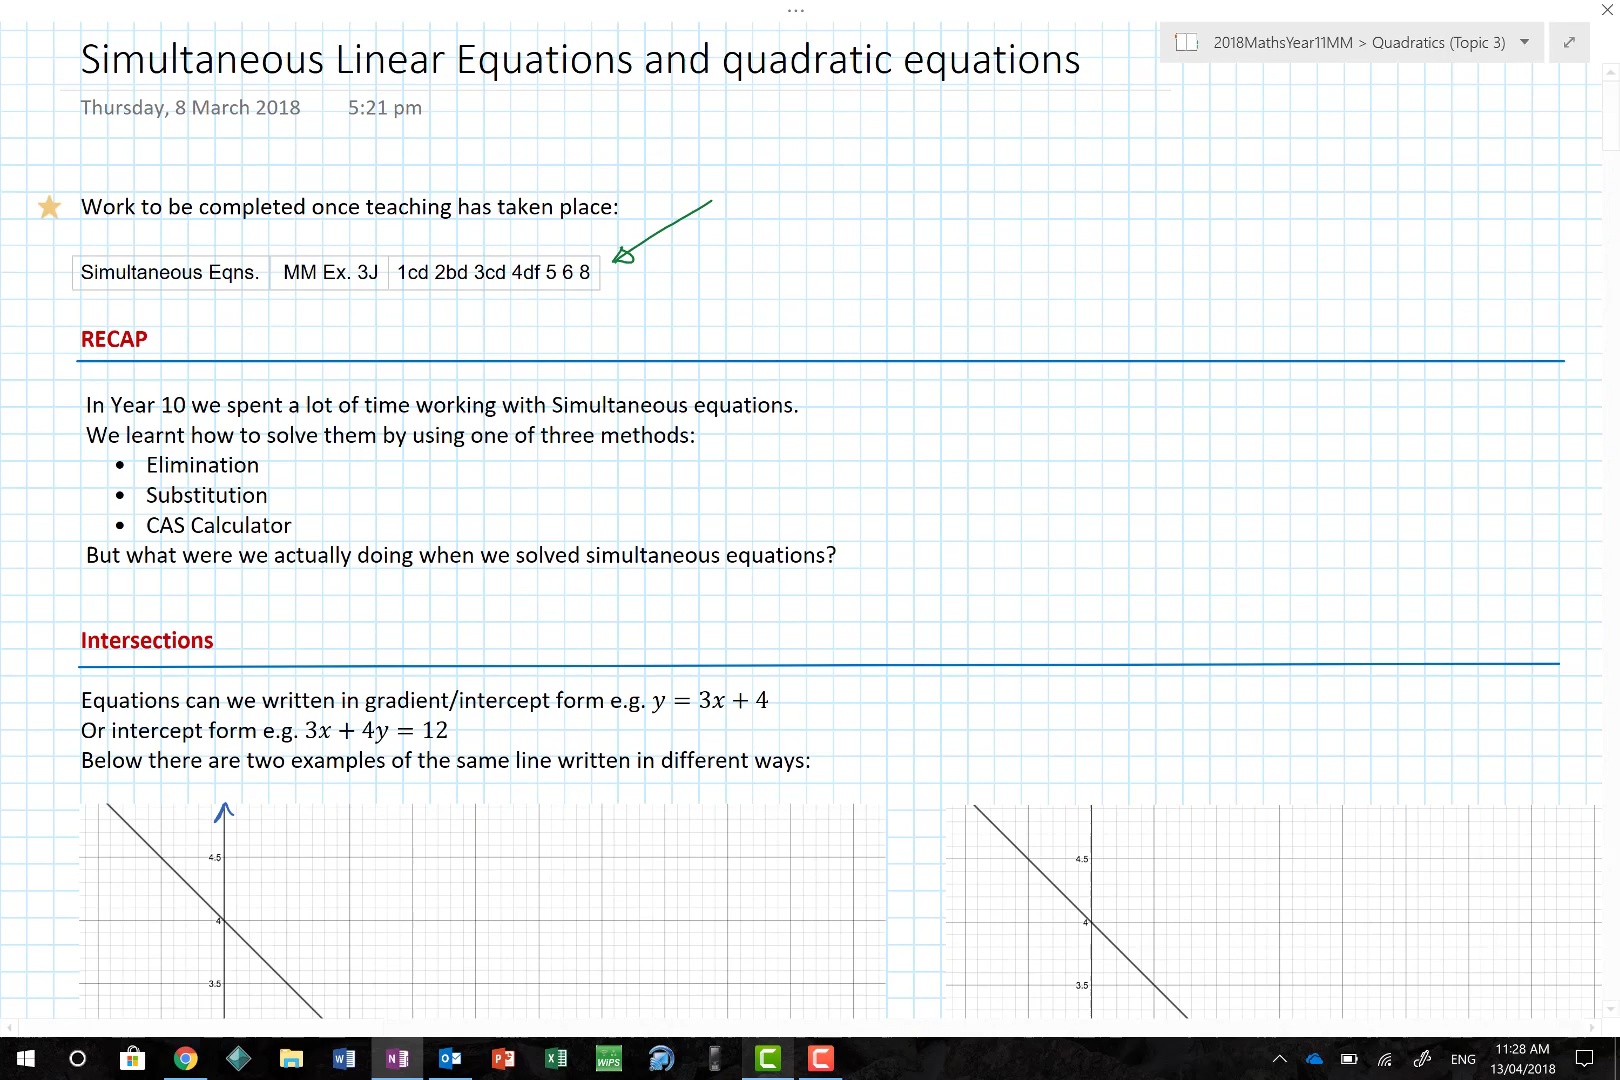 Simultaneous Linear Equations and quadratic equations
2018MathsYear11MM > Quadratics (Topic 3)
Thursday, 8 March 2018 5:21 pm
Work to be completed once teaching has taken place:
Simultaneous Eqns. MM Ex. 3J 1cd 2bd 3cd 4df 5 6 8
RECAP
In Year 10 we spent a lot of time working with Simultaneous equations.
We learnt how to solve them by using one of three methods:
• Elimination
• Substitution
• CAS Calculator
But what were we actually doing when we solved simultaneous equations?
Intersections
Equations can we written in gradient/intercept form e.g. y = 3x + 4
Or intercept form e.g. 3x + 4y = 12
Below there are two examples of the same line written in different ways:
4.5
4
3.5
4.5
4
3.5
WiPS
ENG
11:28 AM
13/04/2018